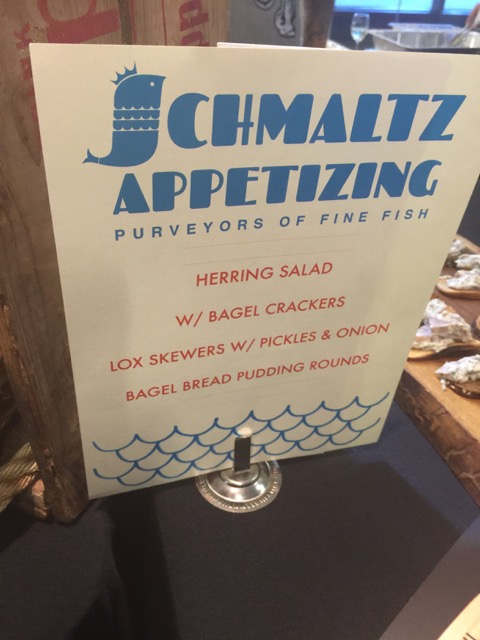 SCHMALTZ
APPETIZING
PURVEYORS OF FINE FISH
HERRING SALAD
W/ BAGEL CRACKERS
LOX SKEWERS W/ PICKLES & ONION
BAGEL BREAD PUDDING ROUNDS